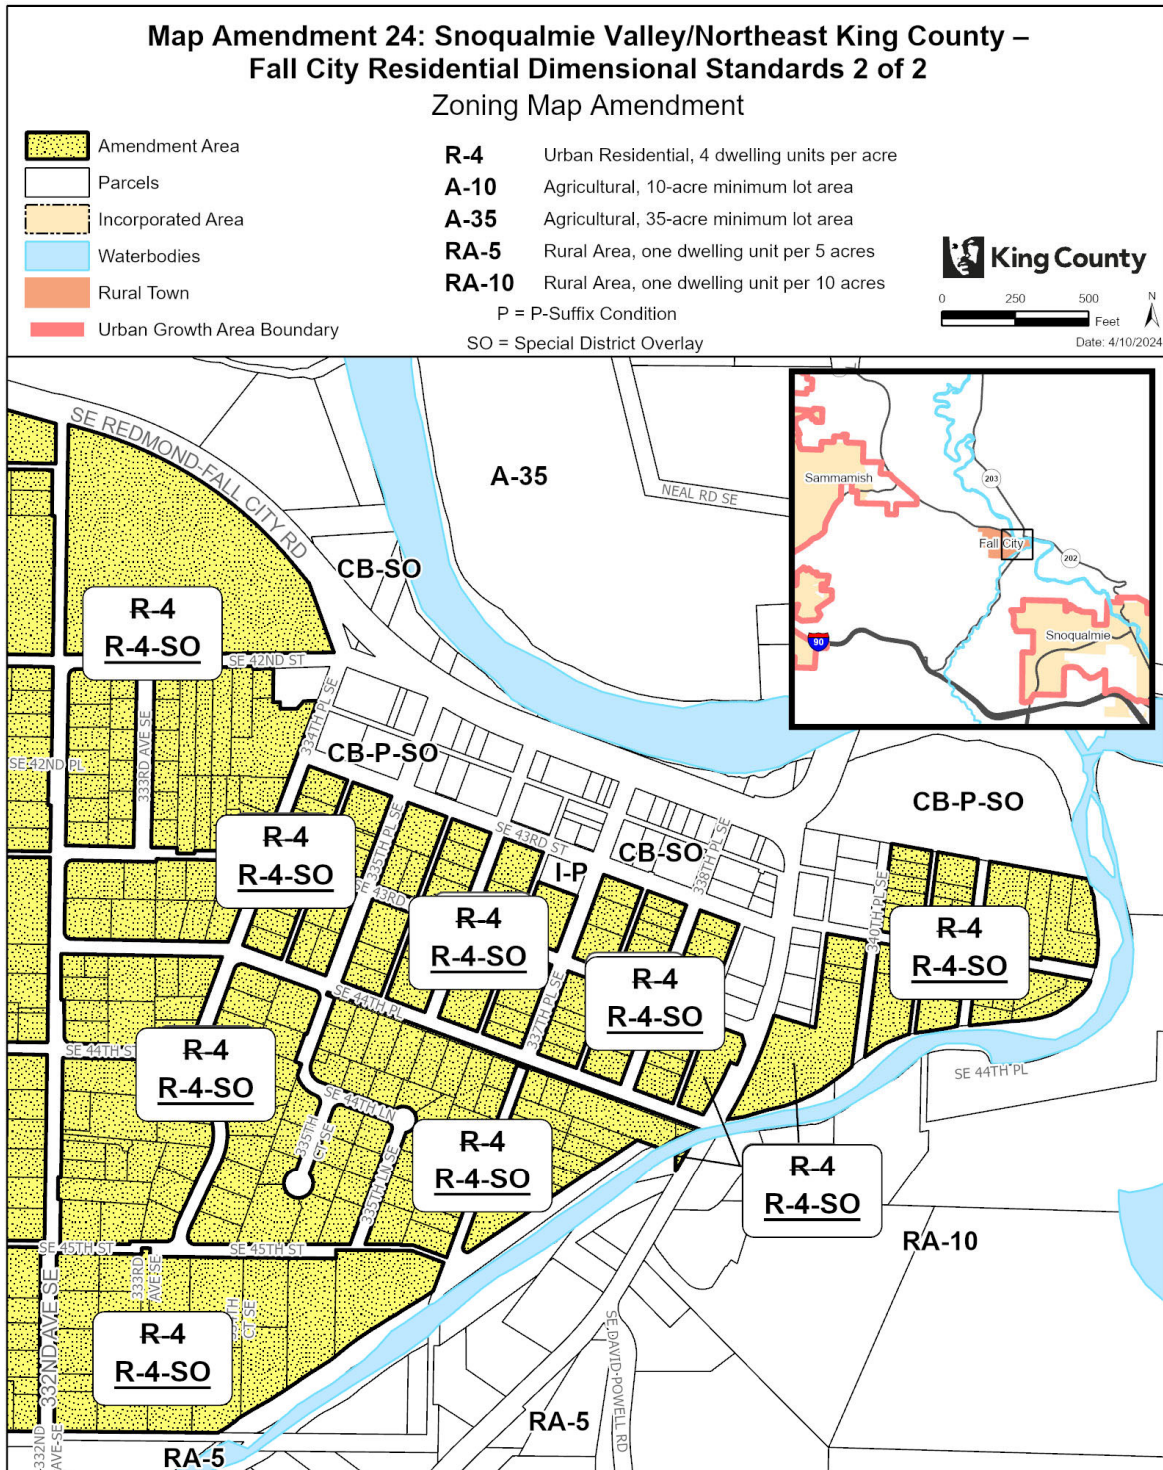 Map Amendment 24: Snoqualmie Valley/Northeast King County –
Fall City Residential Dimensional Standards 2 of 2
Zoning Map Amendment
Amendment Area
Parcels
Incorporated Area
Waterbodies
Rural Town
Urban Growth Area Boundary
R-4 Urban Residential, 4 dwelling units per acre
A-10 Agricultural, 10-acre minimum lot area
A-35 Agricultural, 35-acre minimum lot area
RA-5 Rural Area, one dwelling unit per 5 acres
RA-10 Rural Area, one dwelling unit per 10 acres
P = P-Suffix Condition
SO = Special District Overlay
King County
0 250 500
Feet
N
Date: 4/10/2024
SE REDMOND-FALL CITY RD
A-35
NEAL RD SE
Sammamish
203
Fall City
202
90
Snoqualmie
CB-SO
R-4
R-4-SO
SE 42ND ST
334TH PL SE
SE 42ND PL
333RD AVE SE
CB-P-SO
CB-P-SO
335TH PL SE
SE 43RD ST
338TH PL SE
CB-SO
I-P
R-4
R-4-SO
SE 43RD
R-4
R-4-SO
340TH PL SE
R-4
R-4-SO
R-4
R-4-SO
SE 44TH PL
337TH PL SE
SE 44TH ST
R-4
R-4-SO
SE 44TH PL
SE 44TH LN
335TH
CT SE
335TH LN SE
R-4
R-4-SO
R-4
R-4-SO
RA-10
SE 45TH ST
SE 45TH ST
333RD
AVE SE
332ND AVE SE
CT SE
R-4
R-4-SO
SE DAVID POWELL RD
RA-5
RA-5
332ND
AVE SE